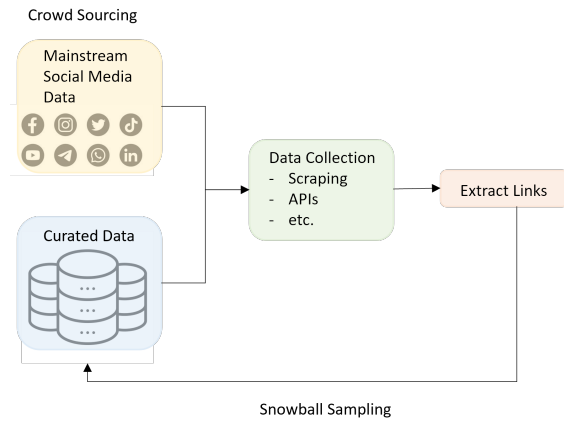 Crowd Sourcing
Mainstream
Social Media
Data
Data Collection
- Scraping
- APIs
- etc.
Extract Links
Curated Data
Snowball Sampling